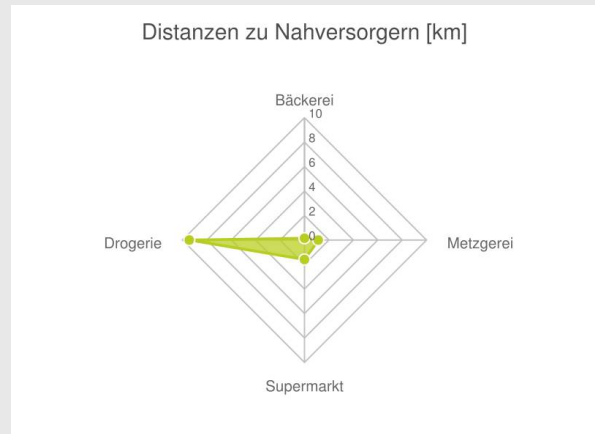 Distanzen zu Nahversorgern [km]
Bäckerei
10
8
6
4
2
0
Drogerie
Metzgerei
Supermarkt